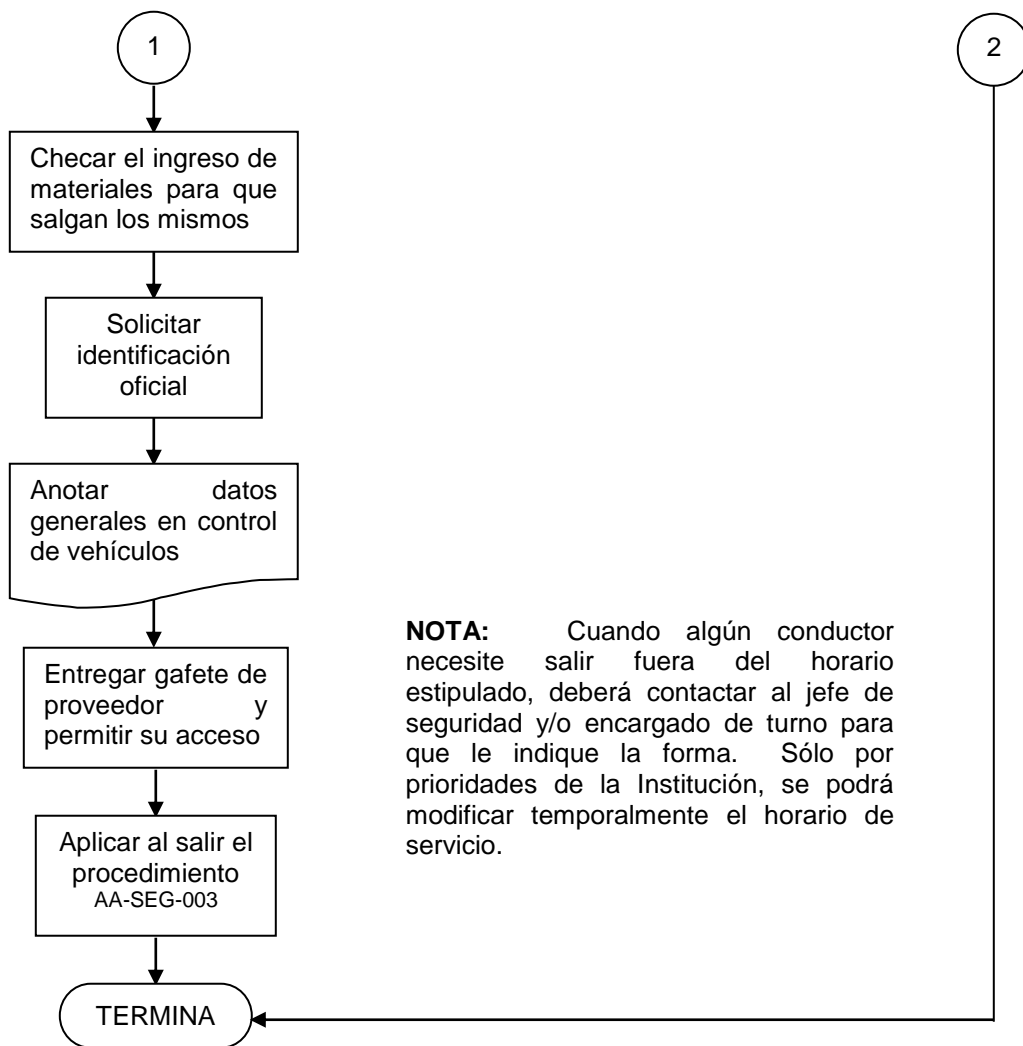 1
2
Checar el ingreso de
materiales para que
salgan los mismos
Solicitar
identificación
oficial
Anotar datos
generales en control
de vehículos
Entregar gafete de
proveedor y
permitir su acceso
Aplicar al salir el
procedimiento
AA-SEG-003
TERMINA
NOTA: Cuando algún conductor
necesite salir fuera del horario
estipulado, deberá contactar al jefe de
seguridad y/o encargado de turno para
que le indique la forma. Sólo por
prioridades de la Institución, se podrá
modificar temporalmente el horario de
servicio.